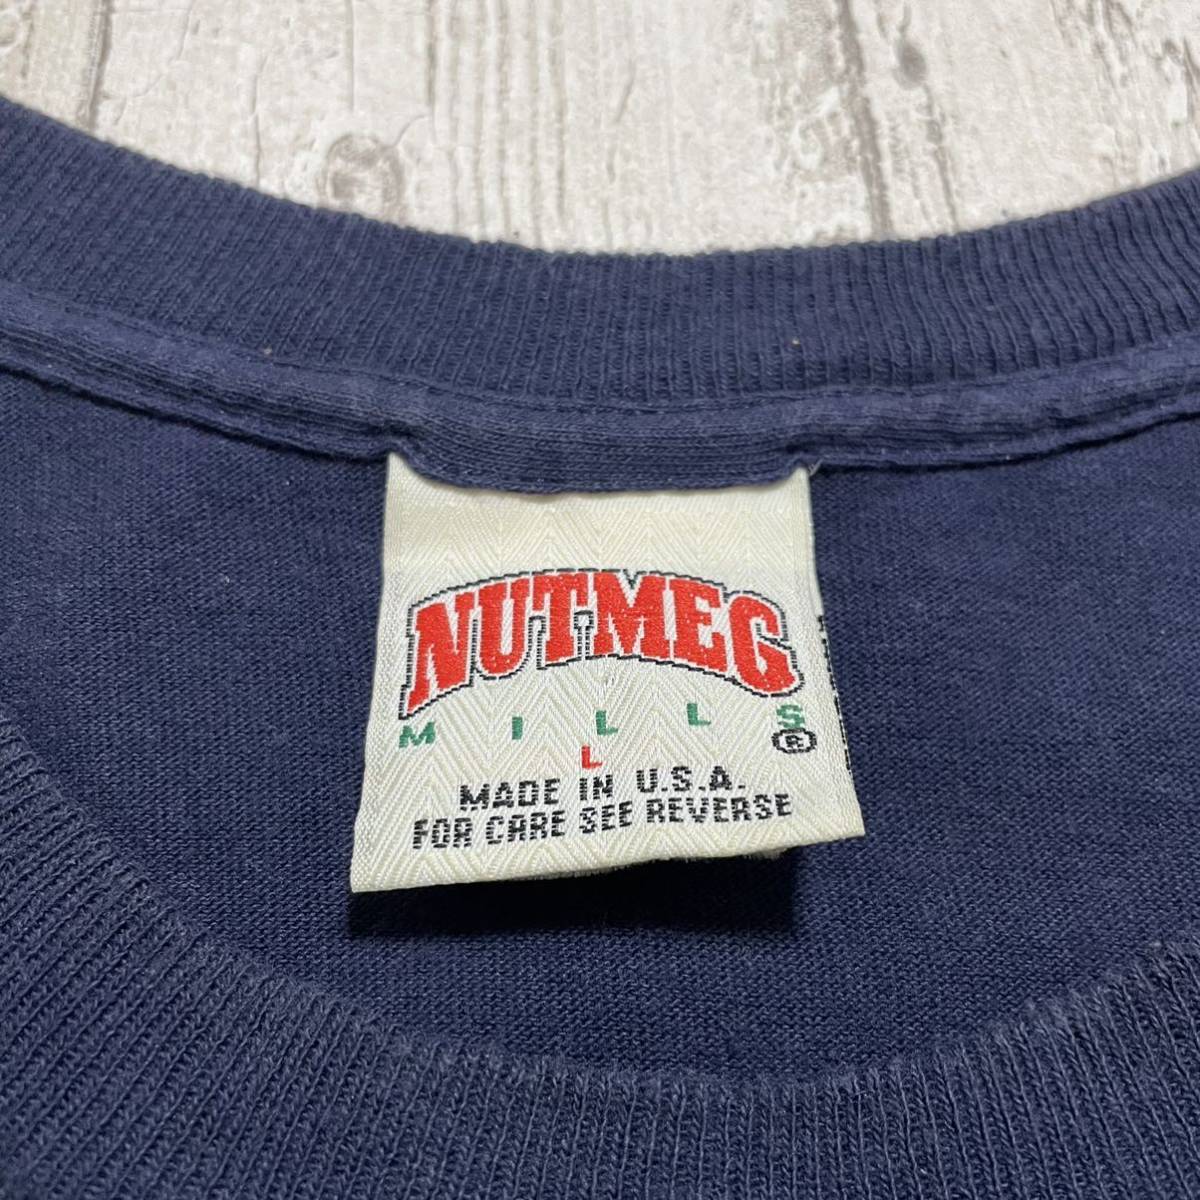 NUTMEG
MILLS ®
L
MADE IN U.S.A.
FOR CARE SEE REVERSE